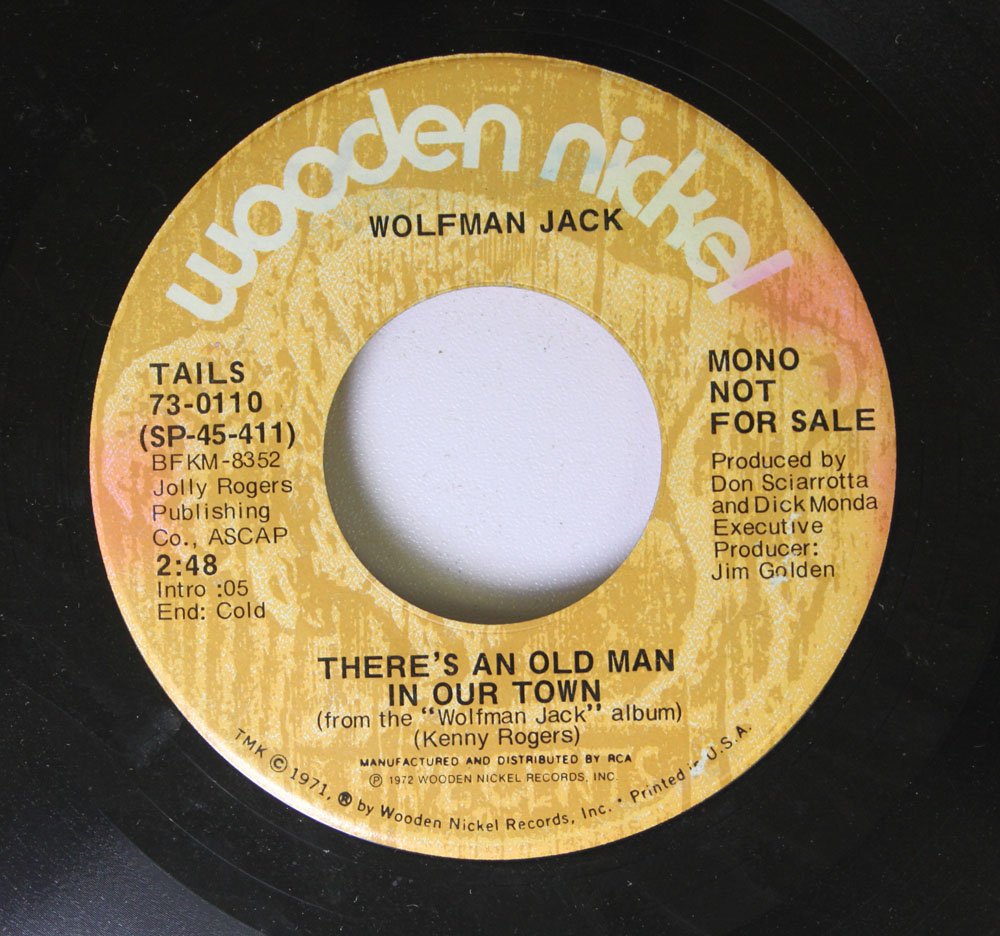 wooden nickel
WOLFMAN JACK
TAILS
73-0110
(SP-45-411)
BFKM-8352
Jolly Rogers
Publishing
Co., ASCAP
2:48
Intro :05
End: Cold
MONO
NOT
FOR SALE
Produced by
Don Sciarrotta
and Dick Monda
Executive
Producer:
Jim Golden
THERE'S AN OLD MAN
IN OUR TOWN
(from the "Wolfman Jack" album)
(Kenny Rogers)
MANUFACTURED AND DISTRIBUTED BY RCA
℗ 1972 WOODEN NICKEL RECORDS, INC.
TMK © 1971, ® by Wooden Nickel Records, Inc. • Printed in U.S.A.